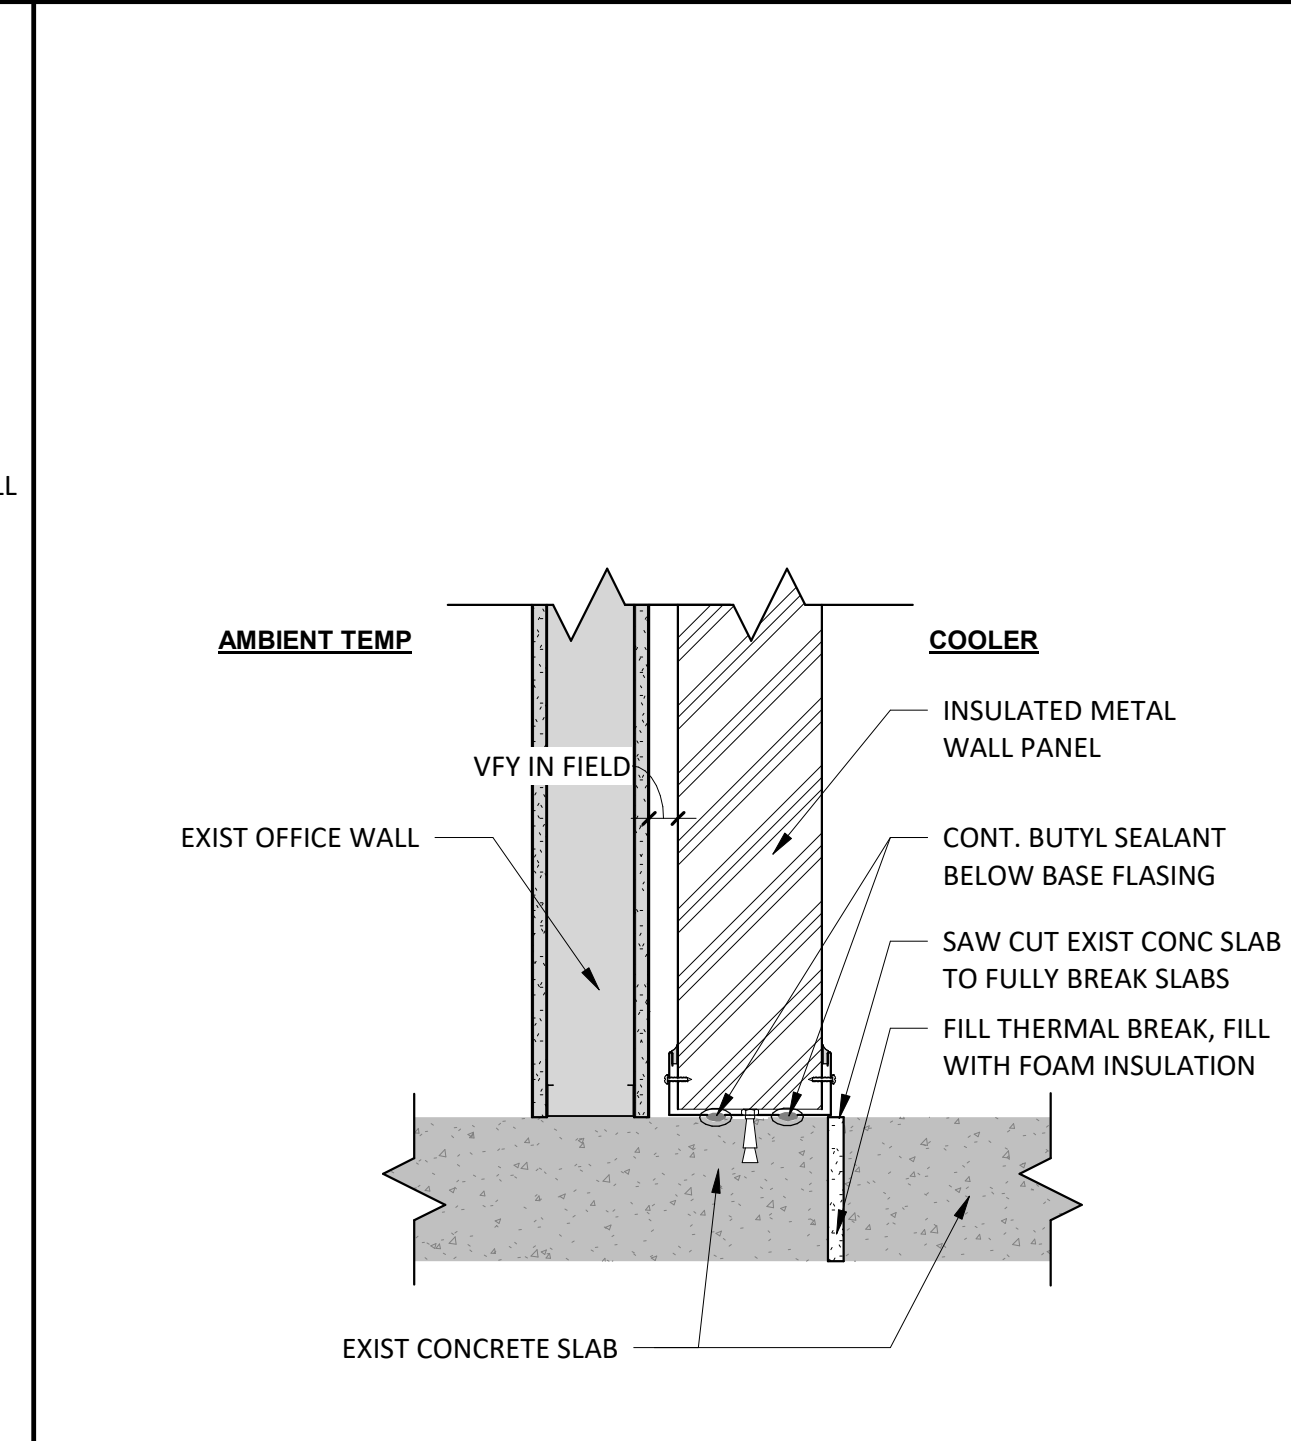 LL
AMBIENT TEMP
COOLER
INSULATED METAL
WALL PANEL
VFY IN FIELD
EXIST OFFICE WALL
CONT. BUTYL SEALANT
BELOW BASE FLASING
SAW CUT EXIST CONC SLAB
TO FULLY BREAK SLABS
FILL THERMAL BREAK, FILL
WITH FOAM INSULATION
EXIST CONCRETE SLAB